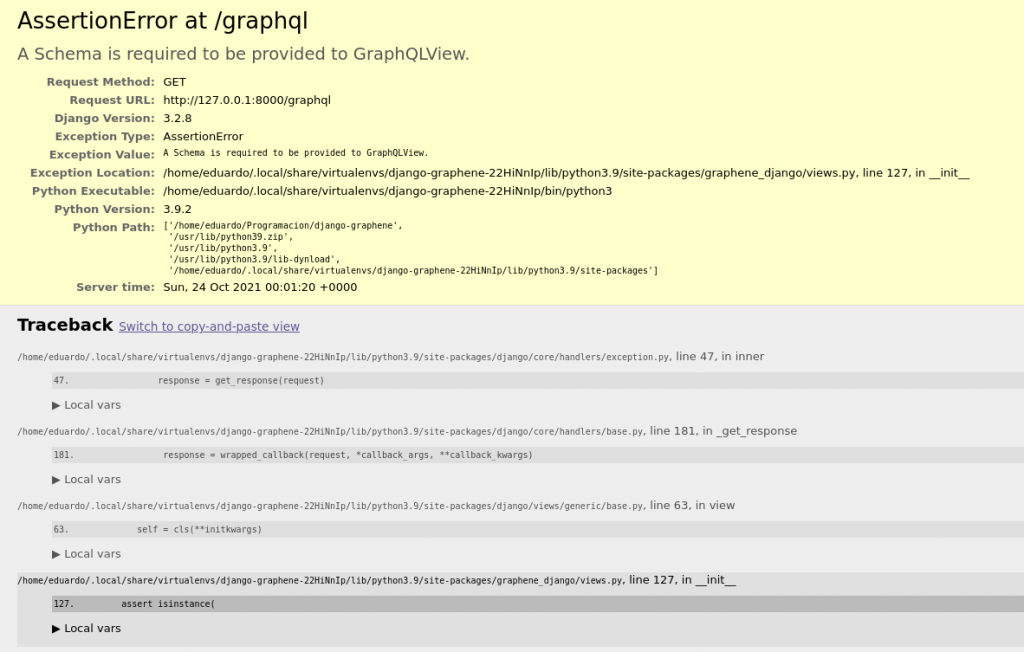 AssertionError at /graphql
A Schema is required to be provided to GraphQLView.
Request Method: GET
Request URL: http://127.0.0.1:8000/graphql
Django Version: 3.2.8
Exception Type: AssertionError
Exception Value: A Schema is required to be provided to GraphQLView.
Exception Location: /home/eduardo/.local/share/virtualenvs/django-graphene-22HiNnIp/lib/python3.9/site-packages/graphene_django/views.py, line 127, in __init__
Python Executable: /home/eduardo/.local/share/virtualenvs/django-graphene-22HiNnIp/bin/python3
Python Version: 3.9.2
Python Path: ['/home/eduardo/Programacion/django-graphene',
'/usr/lib/python39.zip',
'/usr/lib/python3.9',
'/usr/lib/python3.9/lib-dynload',
'/home/eduardo/.local/share/virtualenvs/django-graphene-22HiNnIp/lib/python3.9/site-packages']
Server time: Sun, 24 Oct 2021 00:01:20 +0000
Traceback Switch to copy-and-paste view
/home/eduardo/.local/share/virtualenvs/django-graphene-22HiNnIp/lib/python3.9/site-packages/django/core/handlers/exception.py, line 47, in inner
47. response = get_response(request)
▶ Local vars
/home/eduardo/.local/share/virtualenvs/django-graphene-22HiNnIp/lib/python3.9/site-packages/django/core/handlers/base.py, line 181, in _get_response
181. response = wrapped_callback(request, *callback_args, **callback_kwargs)
▶ Local vars
/home/eduardo/.local/share/virtualenvs/django-graphene-22HiNnIp/lib/python3.9/site-packages/django/views/generic/base.py, line 63, in view
63. self = cls(**initkwargs)
▶ Local vars
/home/eduardo/.local/share/virtualenvs/django-graphene-22HiNnIp/lib/python3.9/site-packages/graphene_django/views.py, line 127, in __init__
127. assert isinstance(
▶ Local vars